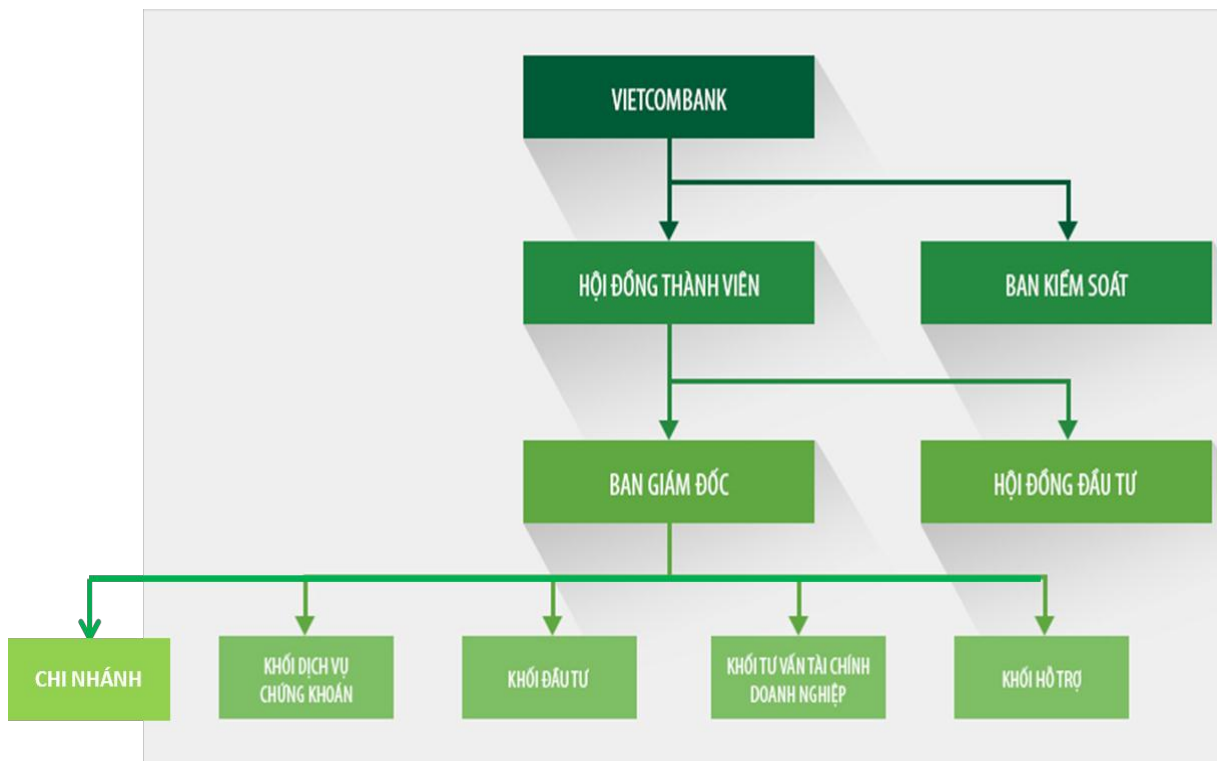 VIETCOMBANK
HỘI ĐỒNG THÀNH VIÊN
BAN KIỂM SOÁT
BAN GIÁM ĐỐC
HỘI ĐỒNG ĐẦU TƯ
CHI NHÁNH
KHỐI DỊCH VỤ
CHỨNG KHOÁN
KHỐI ĐẦU TƯ
KHỐI TƯ VẤN TÀI CHÍNH
DOANH NGHIỆP
KHỐI HỖ TRỢ